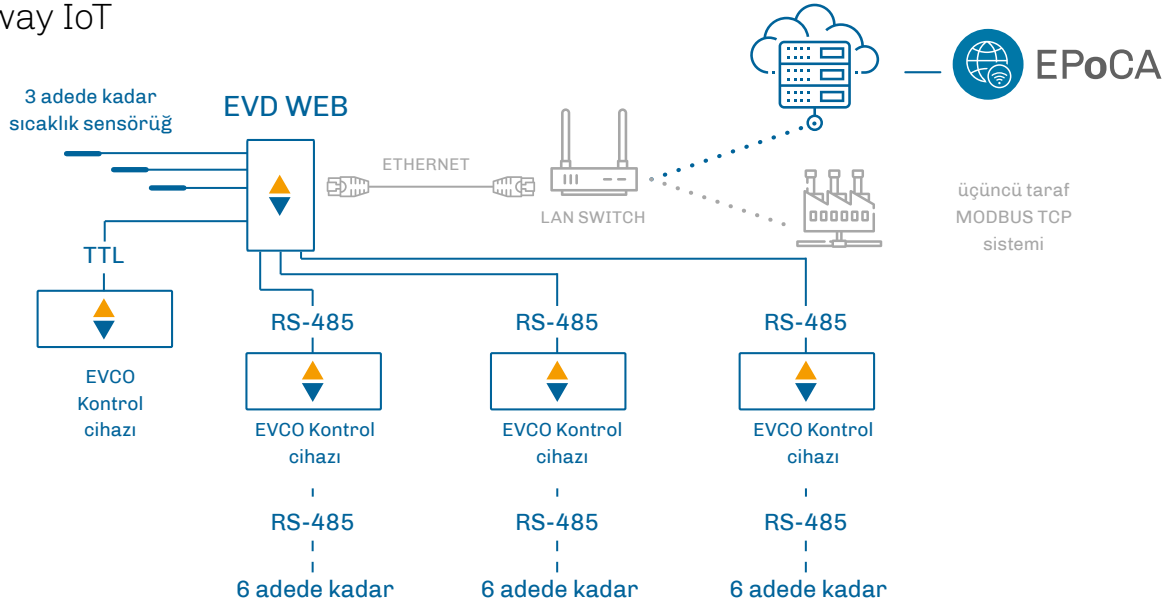 way IoT
EPoCA
3 adede kadar
sıcaklık sensörüğ
EVD WEB
ETHERNET
LAN SWITCH
üçüncü taraf
MODBUS TCP
sistemi
TTL
RS-485
RS-485
RS-485
EVCO
Kontrol
cihazı
EVCO Kontrol
cihazı
EVCO Kontrol
cihazı
EVCO Kontrol
cihazı
RS-485
RS-485
RS-485
6 adede kadar
6 adede kadar
6 adede kadar